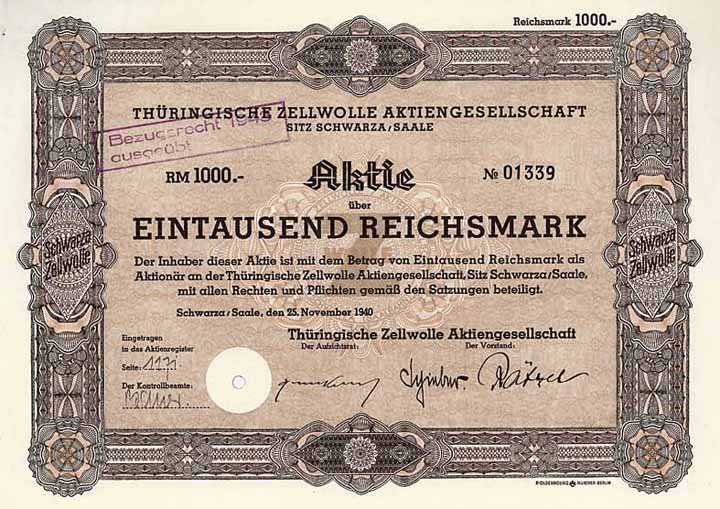 Reichsmark 1000.-
THÜRINGISCHE ZELLWOLLE AKTIENGESELLSCHAFT
SITZ SCHWARZA/SAALE
Bezugsrecht
ausgeübt
RM 1000.-
Aktie
№ 01339
über
EINTAUSEND REICHSMARK
Der Inhaber dieser Aktie ist mit dem Betrag von Eintausend Reichsmark als
Aktionär an der Thüringische Zellwolle Aktiengesellschaft, Sitz Schwarza/Saale,
mit allen Rechten und Pflichten gemäß den Satzungen beteiligt.
Schwarza/Saale, den 25. November 1940
Schwarza
Zellwolle
Schwarza
Zellwolle
Thüringische Zellwolle Aktiengesellschaft
Der Aufsichtsrat:
Der Vorstand:
Eingetragen
in das Aktienregister
Seite:
Der Kontrollbeamte:
R·OLDENBOURG MÜNCHEN-BERLIN